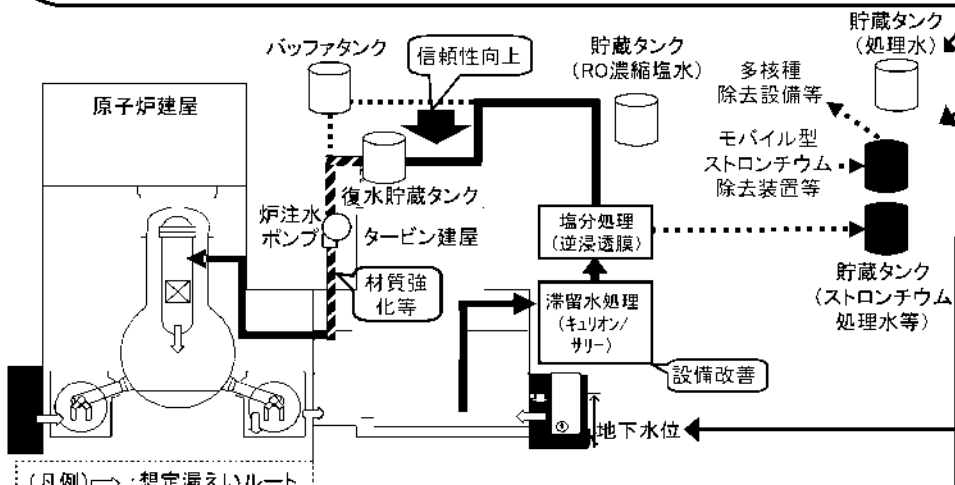 バッファタンク
信頼性向上
貯蔵タンク
(RO濃縮塩水)
貯蔵タンク
(処理水)
多核種
除去設備等
原子炉建屋
モバイル型
ストロンチウム
除去装置等
復水貯蔵タンク
炉注水
ポンプ
タービン建屋
塩分処理
(逆浸透膜)
材質強
化等
滞留水処理
(キュリオン/
サリー)
貯蔵タンク
(ストロンチウム
処理水等)
設備改善
地下水位
(凡例)⇨:想定漏えいルート